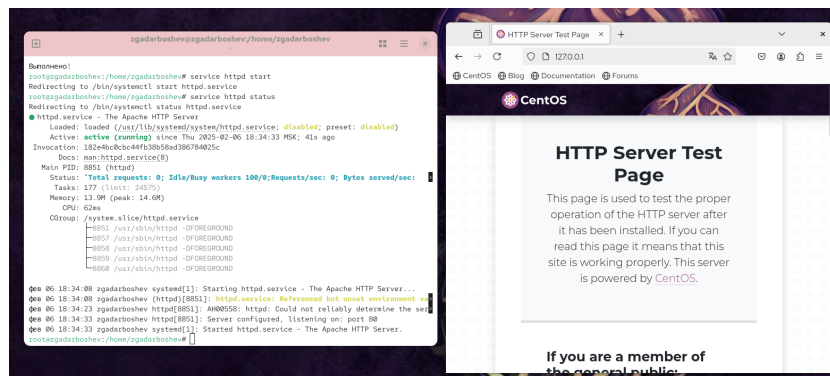 zgadarboshev@zgadarboshev:/home/zgadarboshev
Выполнено!
root@zgadarboshev:/home/zgadarboshev# service httpd start
Redirecting to /bin/systemctl start httpd.service
root@zgadarboshev:/home/zgadarboshev# service httpd status
Redirecting to /bin/systemctl status httpd.service
● httpd.service - The Apache HTTP Server
Loaded: loaded (/usr/lib/systemd/system/httpd.service; disabled; preset: disabled)
Active: active (running) since Thu 2025-02-06 18:34:33 MSK; 41s ago
Invocation: 182e4bc0cbc44fb38b58ad386784025c
Docs: man:httpd.service(8)
Main PID: 8851 (httpd)
Status: "Total requests: 0; Idle/Busy workers 100/0;Requests/sec: 0; Bytes served/sec: >
Tasks: 177 (limit: 24575)
Memory: 13.9M (peak: 14.6M)
CPU: 62ms
CGroup: /system.slice/httpd.service
├─8851 /usr/sbin/httpd -DFOREGROUND
├─8857 /usr/sbin/httpd -DFOREGROUND
├─8858 /usr/sbin/httpd -DFOREGROUND
├─8859 /usr/sbin/httpd -DFOREGROUND
└─8860 /usr/sbin/httpd -DFOREGROUND
фев 06 18:34:08 zgadarboshev systemd[1]: Starting httpd.service - The Apache HTTP Server...
фев 06 18:34:08 zgadarboshev (httpd)[8851]: httpd.service: Referenced but unset environment va>
фев 06 18:34:23 zgadarboshev httpd[8851]: AH00558: httpd: Could not reliably determine the ser>
фев 06 18:34:33 zgadarboshev httpd[8851]: Server configured, listening on: port 80
фев 06 18:34:33 zgadarboshev systemd[1]: Started httpd.service - The Apache HTTP Server.
root@zgadarboshev:/home/zgadarboshev#
HTTP Server Test Page
127.0.0.1
CentOS Blog Documentation Forums
CentOS
HTTP Server Test
Page
This page is used to test the proper
operation of the HTTP server after
it has been installed. If you can
read this page it means that this
site is working properly. This server
is powered by CentOS.
If you are a member of
the general public: